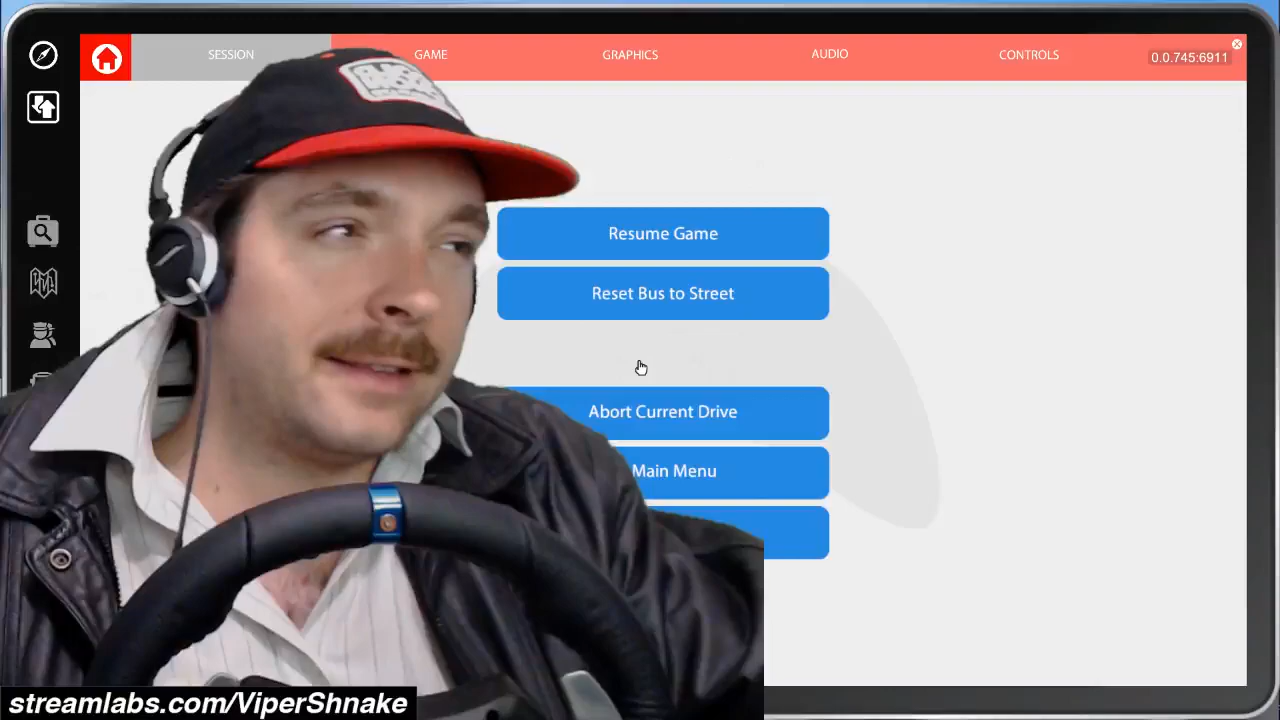 SESSION
GAME
GRAPHICS
AUDIO
CONTROLS
0.0.745:6911
Resume Game
Reset Bus to Street
Abort Current Drive
Main Menu
streamlabs.com/ViperShnake